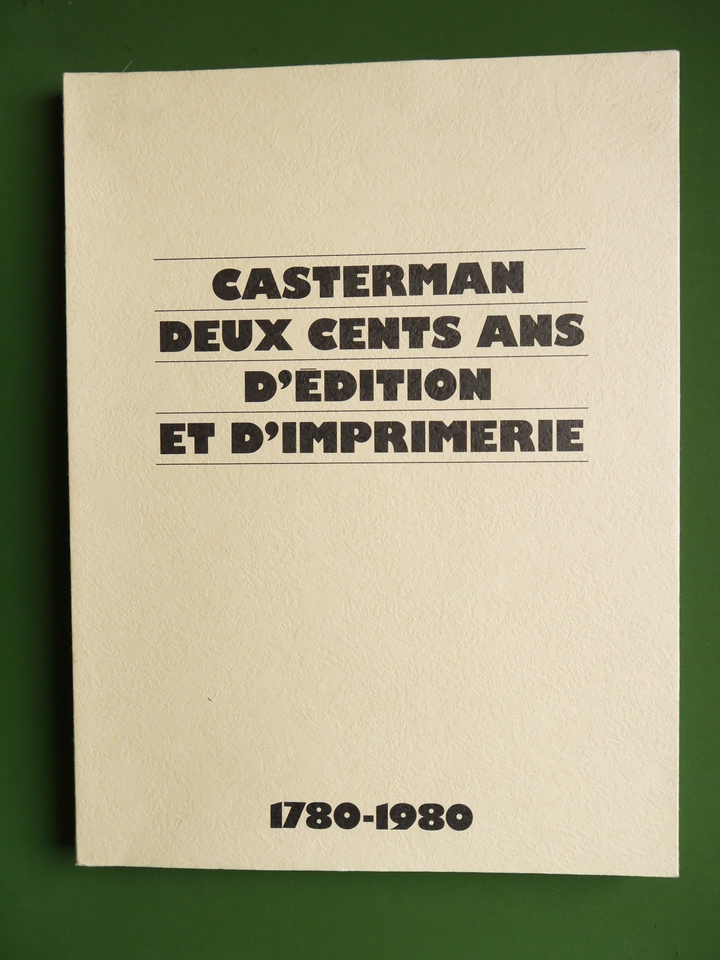 CASTERMAN
DEUX CENTS ANS
D'ÉDITION
ET D'IMPRIMERIE
1780-1980